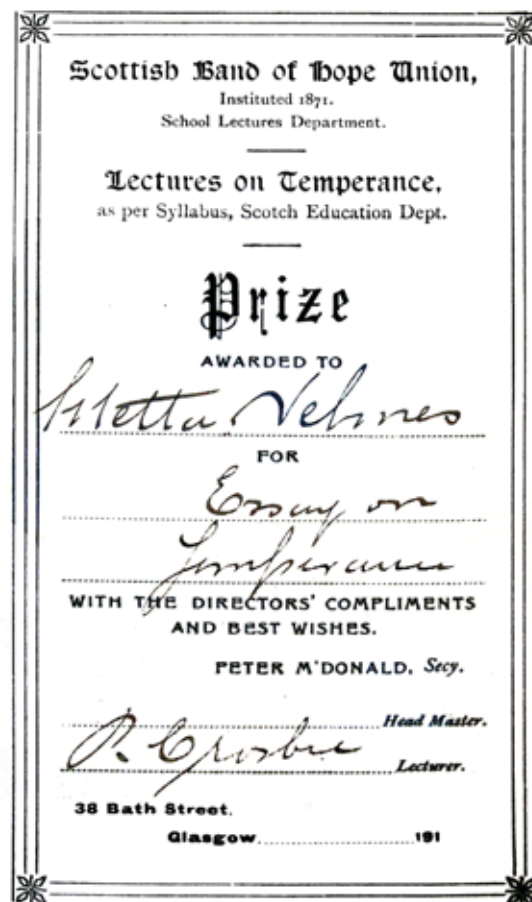 Scottish Band of Hope Union,
Instituted 1871.
School Lectures Department.
Lectures on Temperance,
as per Syllabus, Scotch Education Dept.
Prize
AWARDED TO
FOR
Essay on
Temperance
WITH THE DIRECTORS' COMPLIMENTS
AND BEST WISHES.
PETER M'DONALD, Secy.
Head Master.
P. Crosbie
Lecturer.
38 Bath Street.
Glasgow 191